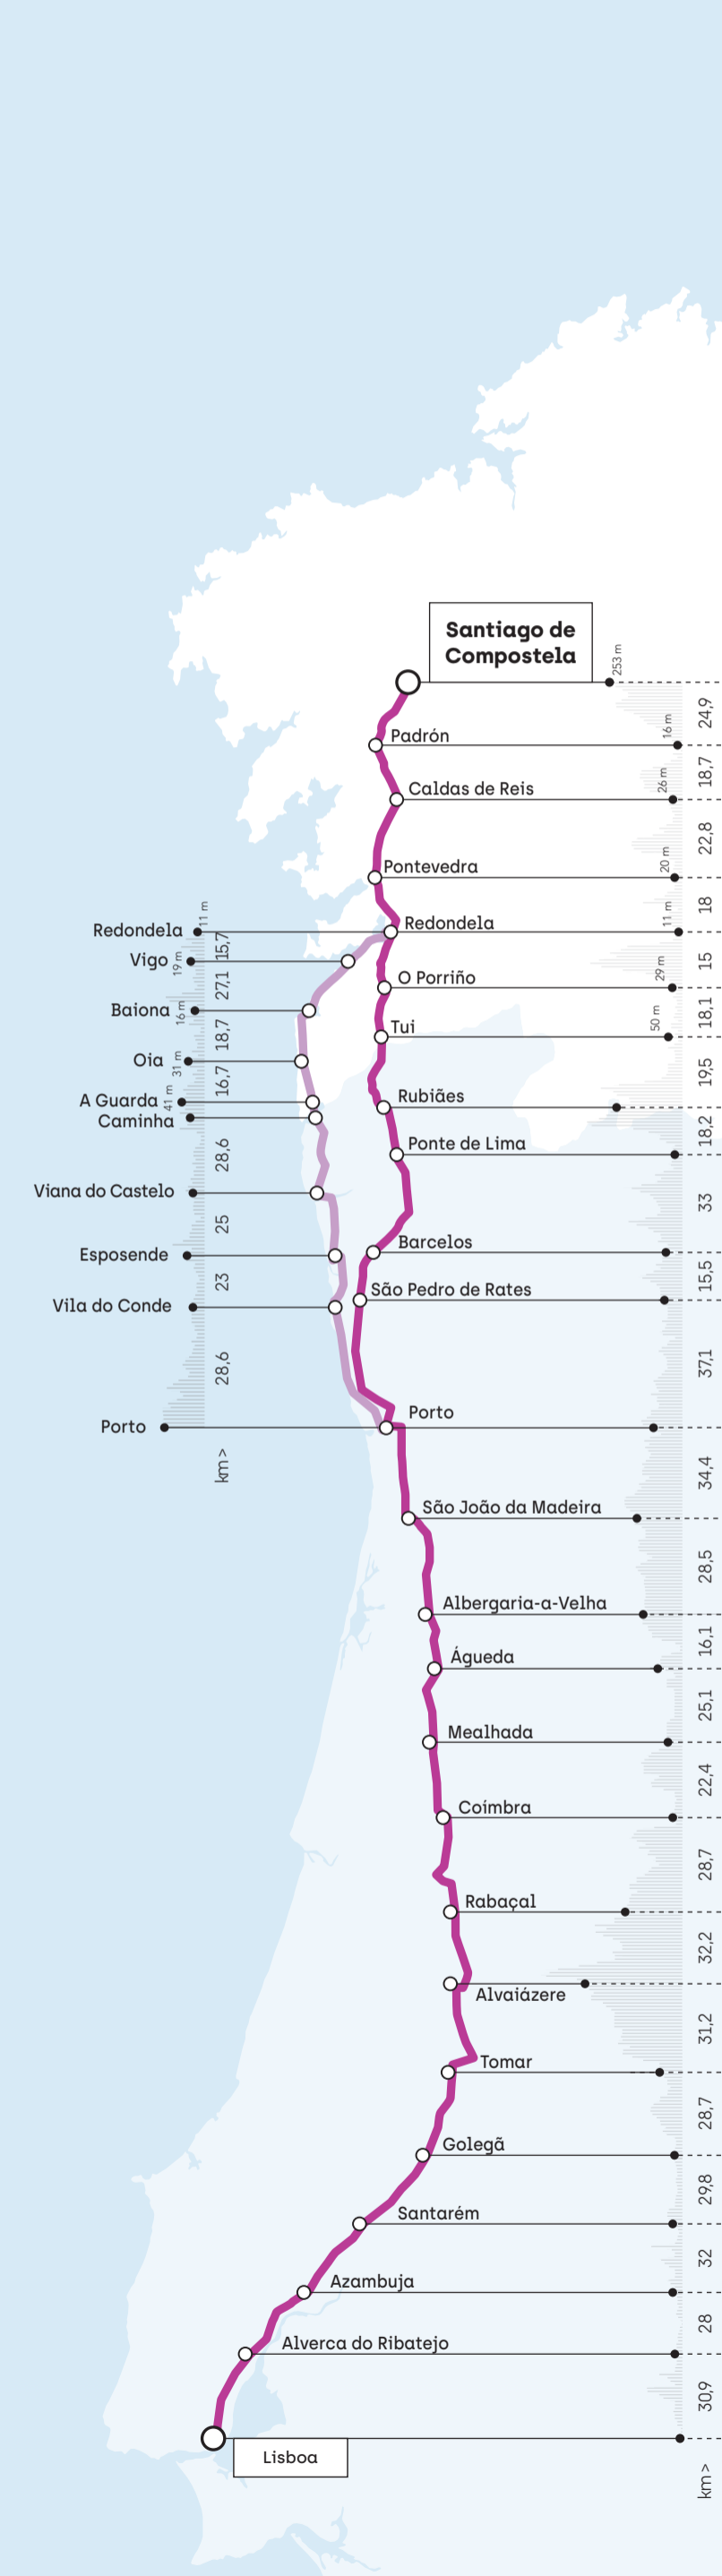 Santiago de
Compostela
253 m
24,9
Padrón
16 m
18,7
Caldas de Reis
26 m
22,8
Pontevedra
20 m
18
Redondela
11 m
15,7
Redondela
11 m
15
Vigo
19 m
27,1
O Porriño
29 m
18,1
Baiona
16 m
18,7
Tui
50 m
19,5
Oia
31 m
16,7
A Guarda
41 m
Caminha
Rubiães
18,2
28,6
Ponte de Lima
33
Viana do Castelo
25
Barcelos
15,5
Esposende
23
São Pedro de Rates
37,1
Vila do Conde
28,6
Porto
Porto
km >
34,4
São João da Madeira
28,5
Albergaria-a-Velha
16,1
Águeda
25,1
Mealhada
22,4
Coímbra
28,7
Rabaçal
32,2
Alvaiázere
31,2
Tomar
28,7
Golegã
29,8
Santarém
32
Azambuja
28
Alverca do Ribatejo
30,9
Lisboa
km >